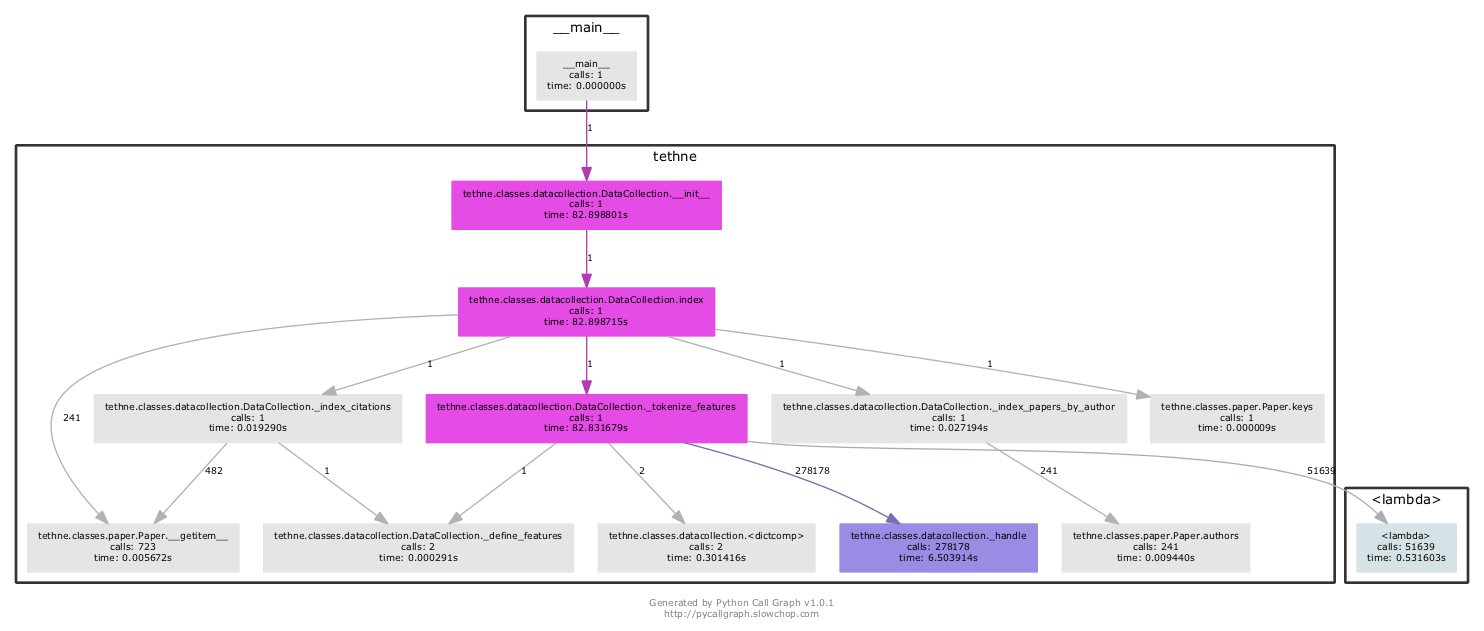 __main__
__main__
calls: 1
time: 0.000000s
1
tethne
tethne.classes.datacollection.DataCollection.__init__
calls: 1
time: 82.898801s
1
tethne.classes.datacollection.DataCollection.index
calls: 1
time: 82.898715s
1
1
1
1
241
tethne.classes.datacollection.DataCollection._index_citations
calls: 1
time: 0.019290s
tethne.classes.datacollection.DataCollection._tokenize_features
calls: 1
time: 82.831679s
tethne.classes.datacollection.DataCollection._index_papers_by_author
calls: 1
time: 0.027194s
tethne.classes.paper.Paper.keys
calls: 1
time: 0.000009s
482
1
1
2
278178
241
51639
<lambda>
tethne.classes.paper.Paper.__getitem__
calls: 723
time: 0.005672s
tethne.classes.datacollection.DataCollection._define_features
calls: 2
time: 0.000291s
tethne.classes.datacollection.<dictcomp>
calls: 2
time: 0.301416s
tethne.classes.datacollection._handle
calls: 278178
time: 6.503914s
tethne.classes.paper.Paper.authors
calls: 241
time: 0.009440s
<lambda>
calls: 51639
time: 0.531603s
Generated by Python Call Graph v1.0.1
http://pycallgraph.slowchop.com